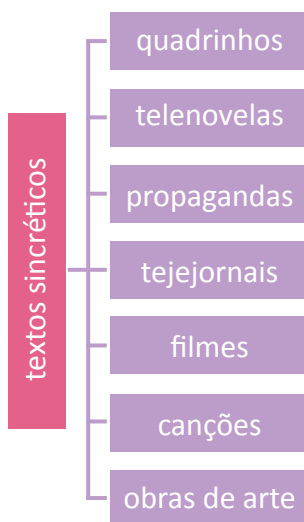 textos sincréticos
quadrinhos
telenovelas
propagandas
tejejornais
filmes
canções
obras de arte